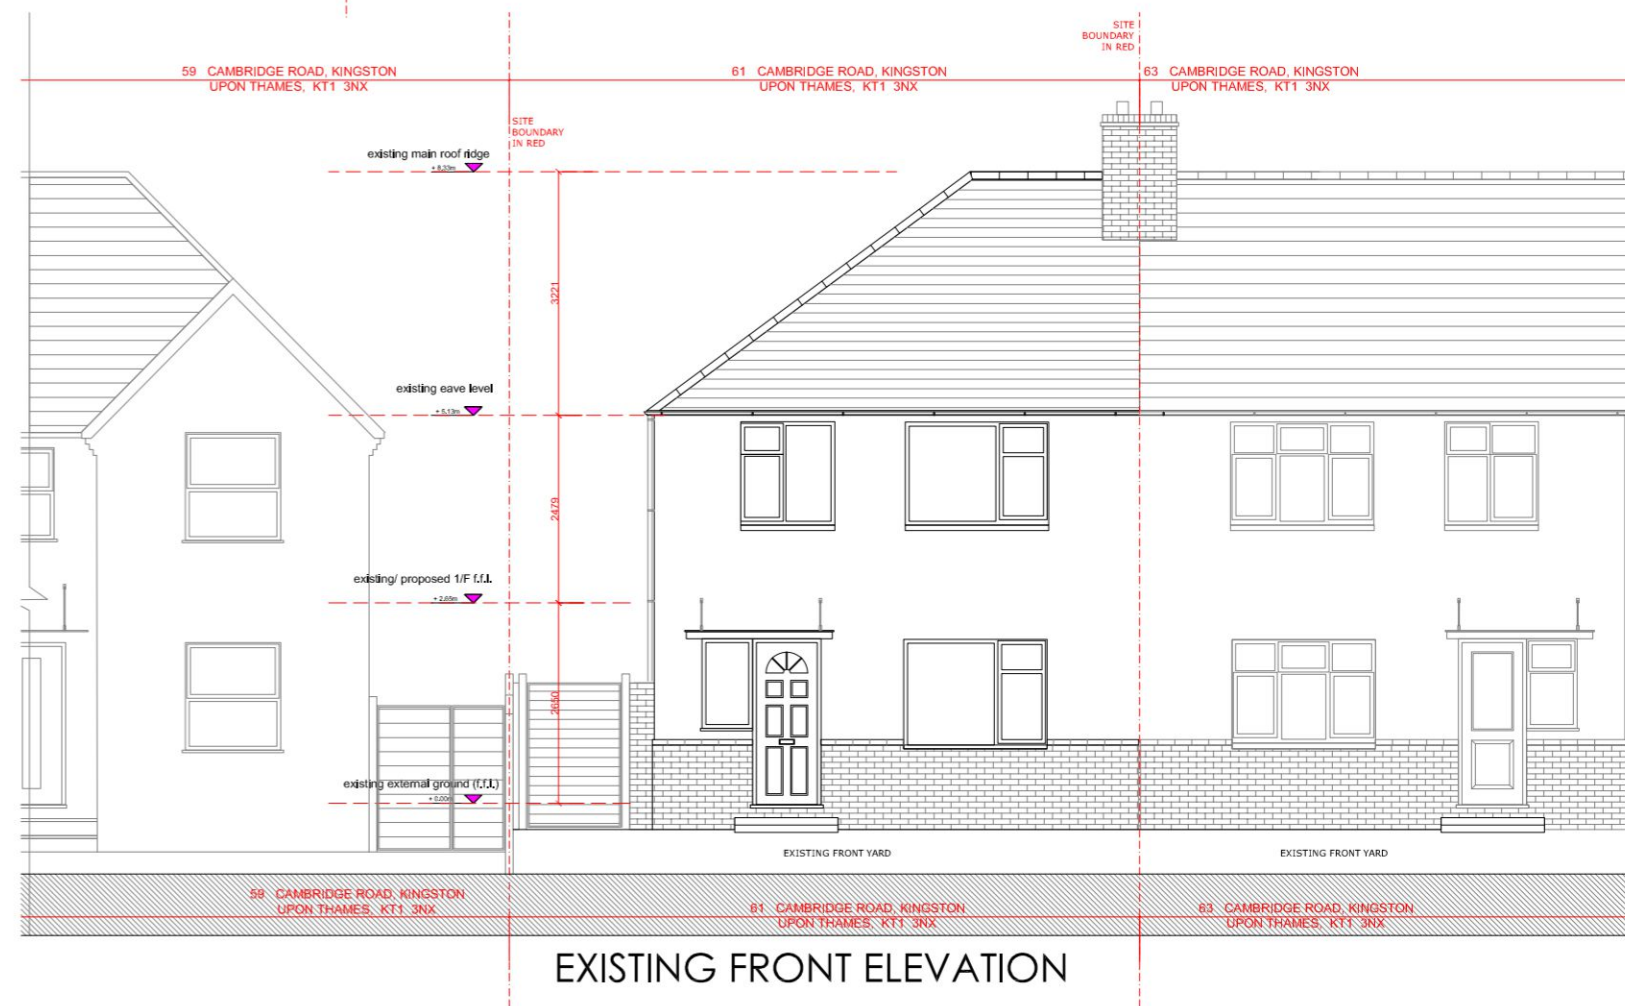 SITE
BOUNDARY
IN RED
59 CAMBRIDGE ROAD, KINGSTON
UPON THAMES, KT1 3NX
61 CAMBRIDGE ROAD, KINGSTON
UPON THAMES, KT1 3NX
63 CAMBRIDGE ROAD, KINGSTON
UPON THAMES, KT1 3NX
SITE
BOUNDARY
IN RED
existing main roof ridge
+ 8,33m
3221
existing eave level
+ 5,13m
2479
existing/ proposed 1/F f.f.l.
+ 2,65m
2650
existing external ground (f.f.l.)
+ 0,00m
EXISTING FRONT YARD
EXISTING FRONT YARD
59 CAMBRIDGE ROAD, KINGSTON
UPON THAMES, KT1 3NX
61 CAMBRIDGE ROAD, KINGSTON
UPON THAMES, KT1 3NX
63 CAMBRIDGE ROAD, KINGSTON
UPON THAMES, KT1 3NX
EXISTING FRONT ELEVATION